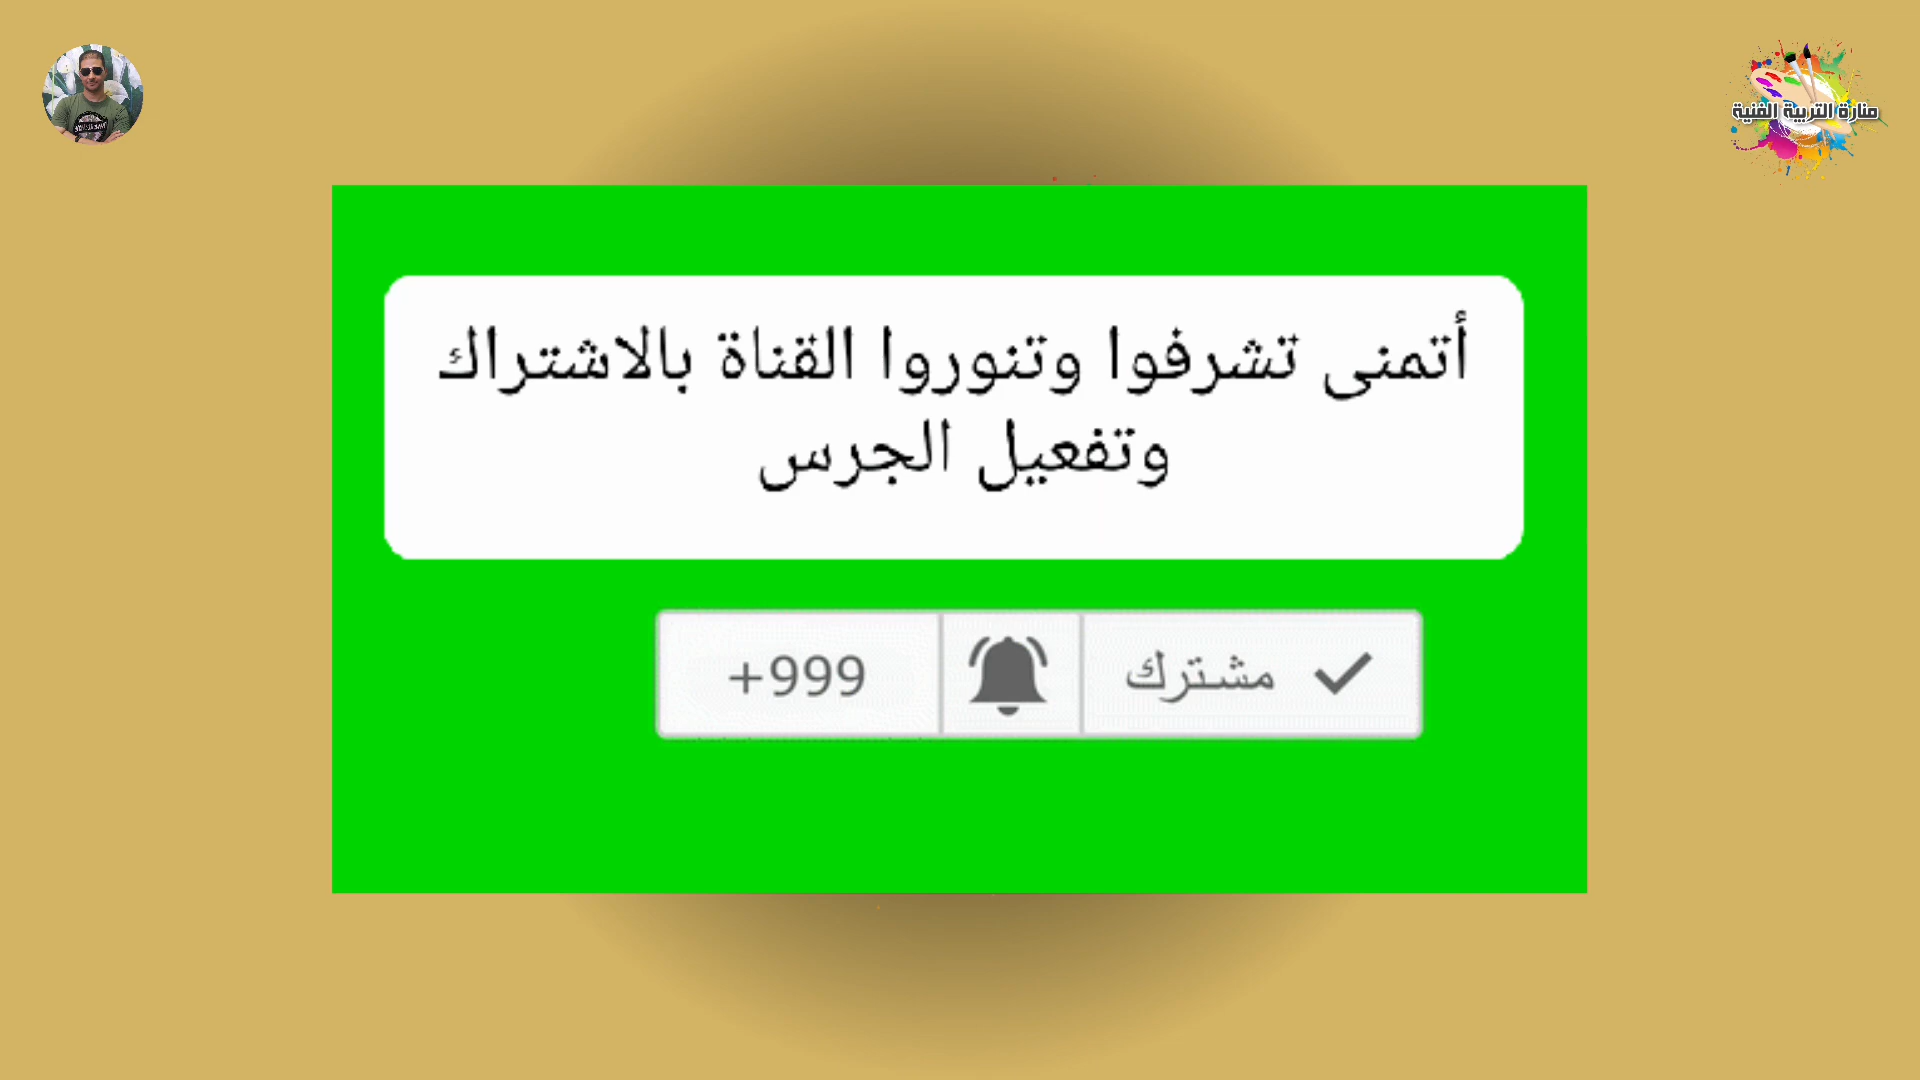 منارة التربية الفنية
أتمنى تشرفوا وتنوروا القناة بالاشتراك
وتفعيل الجرس
مشترك
+999